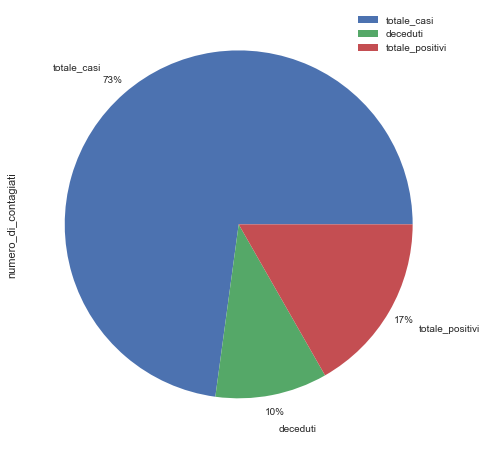 totale_casi
deceduti
totale_positivi
totale_casi
73%
numero_di_contagiati
17%
totale_positivi
10%
deceduti